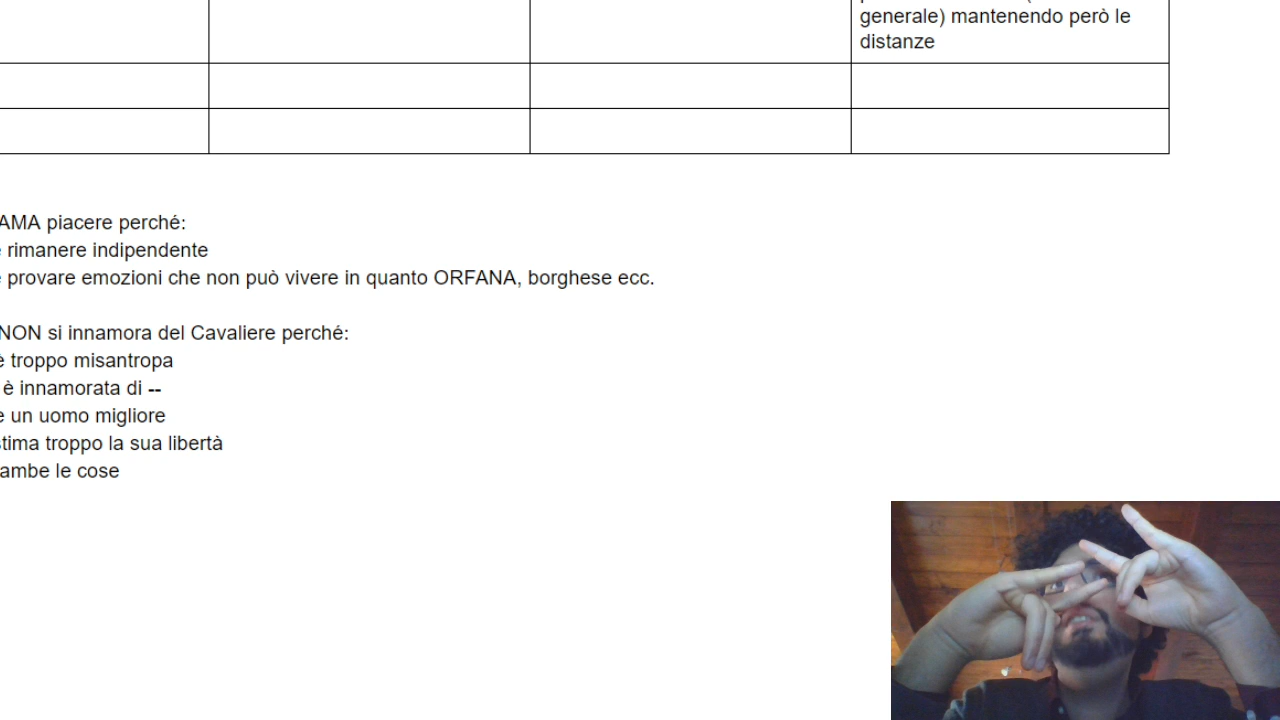 generale) mantenendo però le
distanze
AMA piacere perché:
rimanere indipendente
provare emozioni che non può vivere in quanto ORFANA, borghese ecc.
NON si innamora del Cavaliere perché:
è troppo misantropa
è innamorata di --
un uomo migliore
stima troppo la sua libertà
ambe le cose